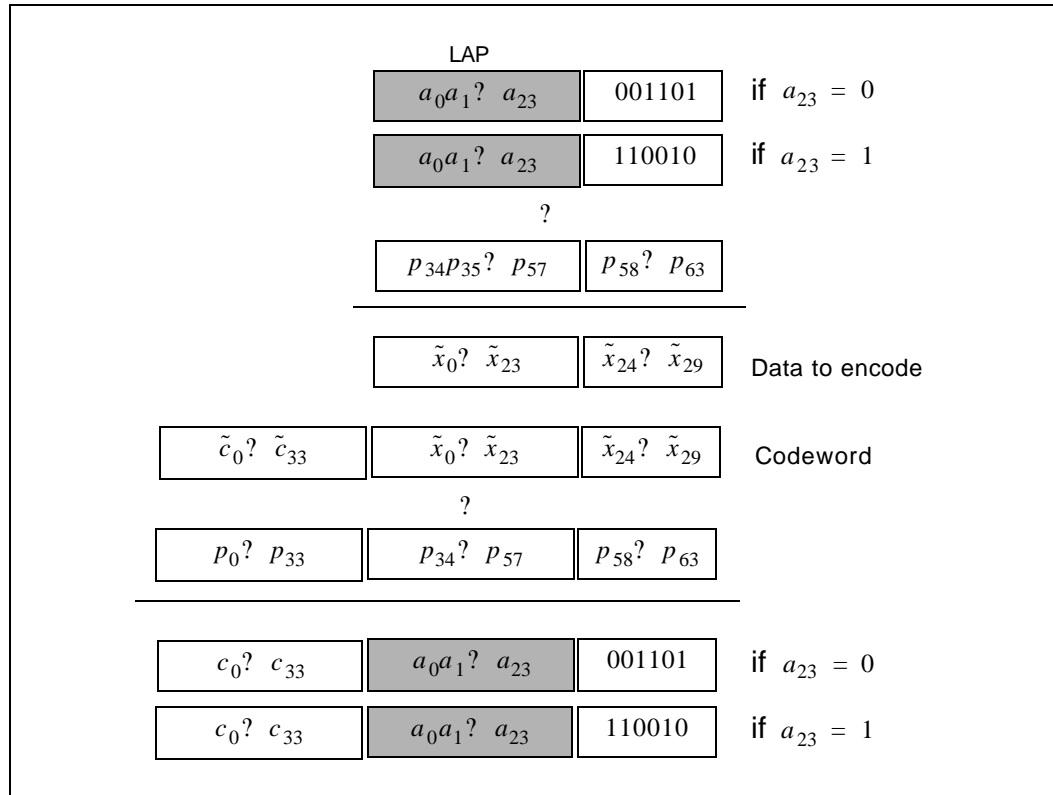 LAP
a₀a₁? a₂₃ 001101 if a₂₃ = 0
a₀a₁? a₂₃ 110010 if a₂₃ = 1
?
p₃₄p₃₅? p₅₇ p₅₈? p₆₃
x̃₀? x̃₂₃ x̃₂₄? x̃₂₉ Data to encode
c̃₀? c̃₃₃ x̃₀? x̃₂₃ x̃₂₄? x̃₂₉ Codeword
?
p₀? p₃₃ p₃₄? p₅₇ p₅₈? p₆₃
c₀? c₃₃ a₀a₁? a₂₃ 001101 if a₂₃ = 0
c₀? c₃₃ a₀a₁? a₂₃ 110010 if a₂₃ = 1